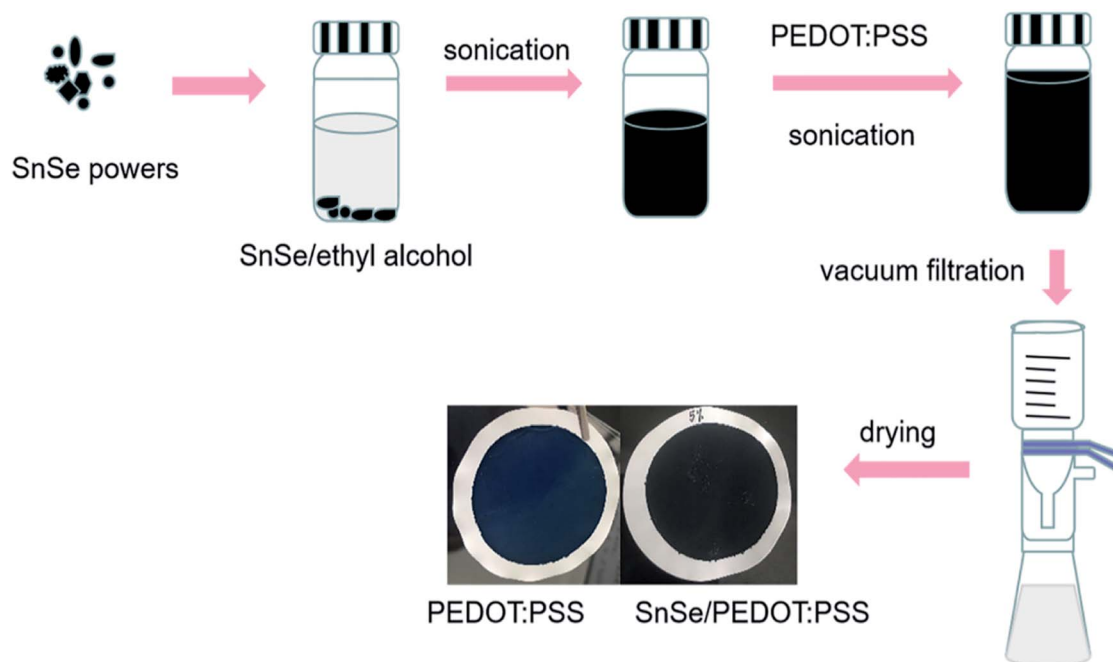 SnSe powers
SnSe/ethyl alcohol
sonication
PEDOT:PSS
sonication
vacuum filtration
drying
5%
PEDOT:PSS
SnSe/PEDOT:PSS